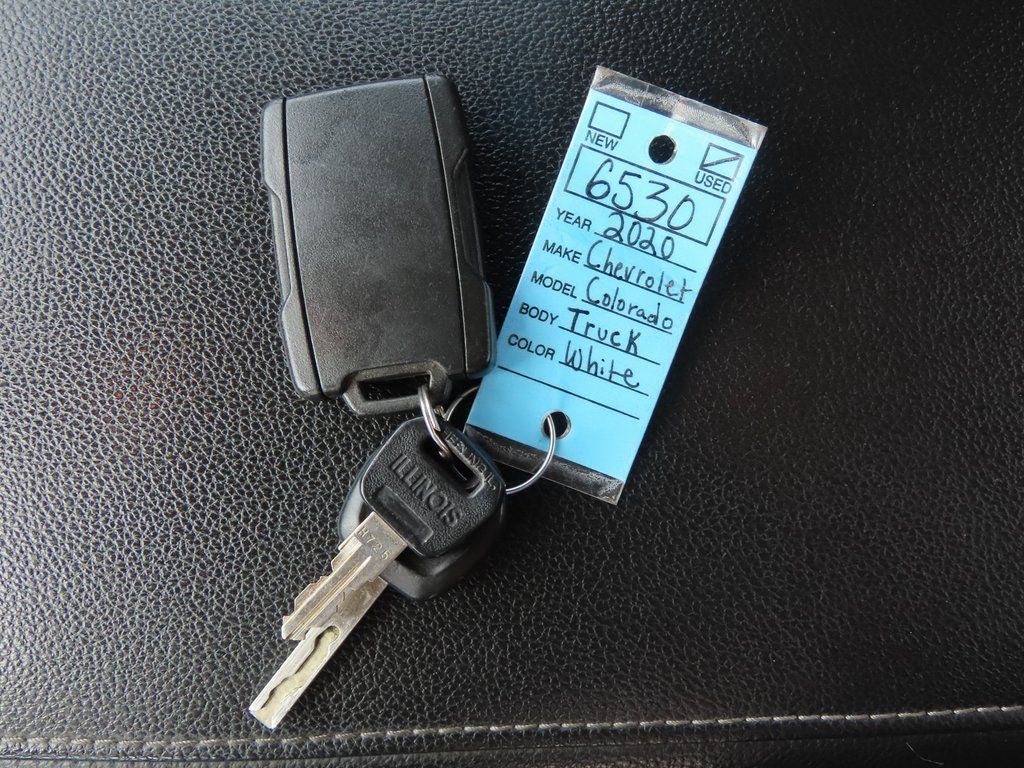 NEW
USED
6530
YEAR 2020
MAKE Chevrolet
MODEL Colorado
BODY Truck
COLOR White
ILLINOIS